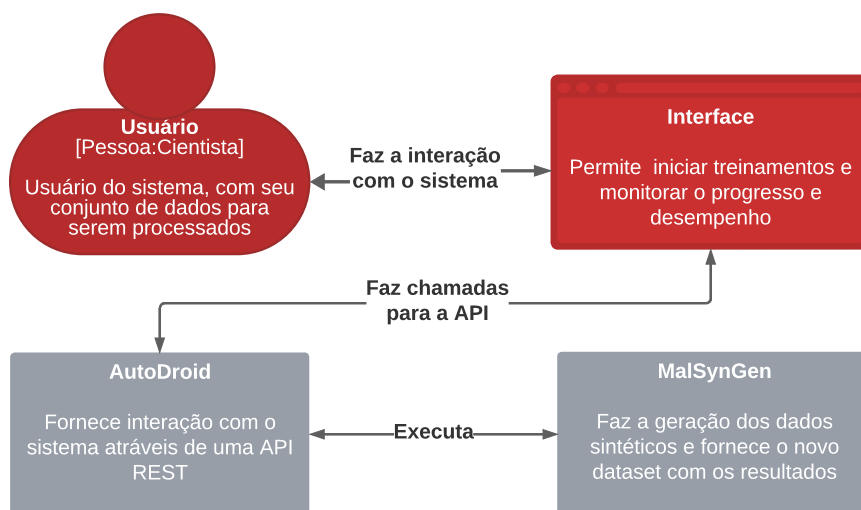 Usuário
[Pessoa:Cientista]
Usuário do sistema, com seu
conjunto de dados para
serem processados
Faz a interação
com o sistema
Interface
Permite iniciar treinamentos e
monitorar o progresso e
desempenho
Faz chamadas
para a API
AutoDroid
Fornece interação com o
sistema atráveis de uma API
REST
Executa
MalSynGen
Faz a geração dos dados
sintéticos e fornece o novo
dataset com os resultados